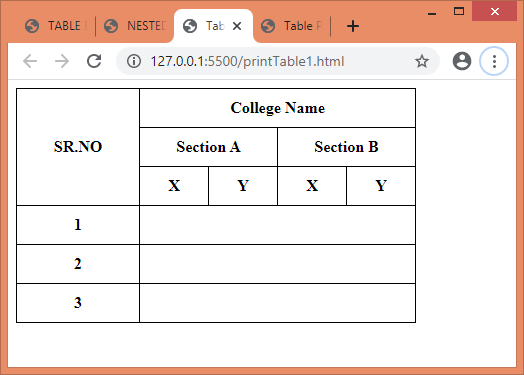 TABLE
NESTED
Tab
Table P
127.0.0.1:5500/printTable1.html
College Name
SR.NO
Section A
Section B
X
Y
X
Y
1
2
3